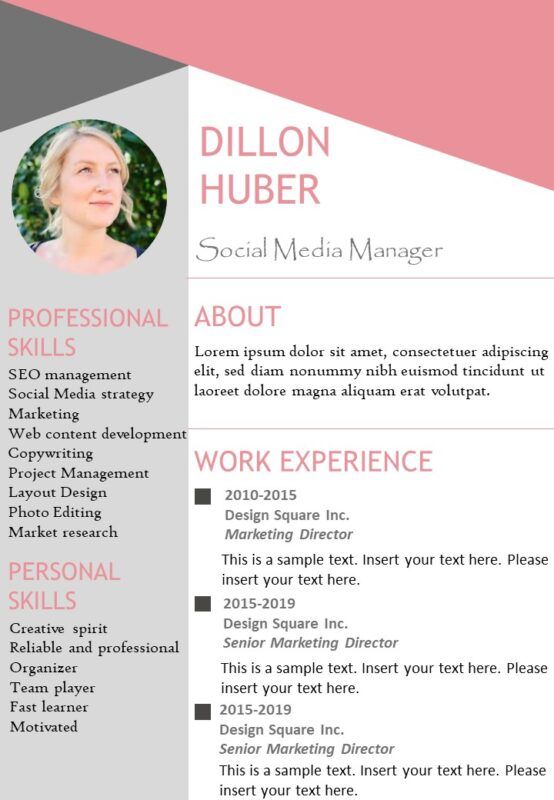 DILLON
HUBER
Social Media Manager
PROFESSIONAL
SKILLS
SEO management
Social Media strategy
Marketing
Web content development
Copywriting
Project Management
Layout Design
Photo Editing
Market research
PERSONAL
SKILLS
Creative spirit
Reliable and professional
Organizer
Team player
Fast learner
Motivated
ABOUT
Lorem ipsum dolor sit amet, consectetuer adipiscing
elit, sed diam nonummy nibh euismod tincidunt ut
laoreet dolore magna aliquam erat volutpat.
WORK EXPERIENCE
2010-2015
Design Square Inc.
Marketing Director
This is a sample text. Insert your text here. Please
insert your text here.
2015-2019
Design Square Inc.
Senior Marketing Director
This is a sample text. Insert your text here. Please
insert your text here.
2015-2019
Design Square Inc.
Senior Marketing Director
This is a sample text. Insert your text here. Please
insert your text here.